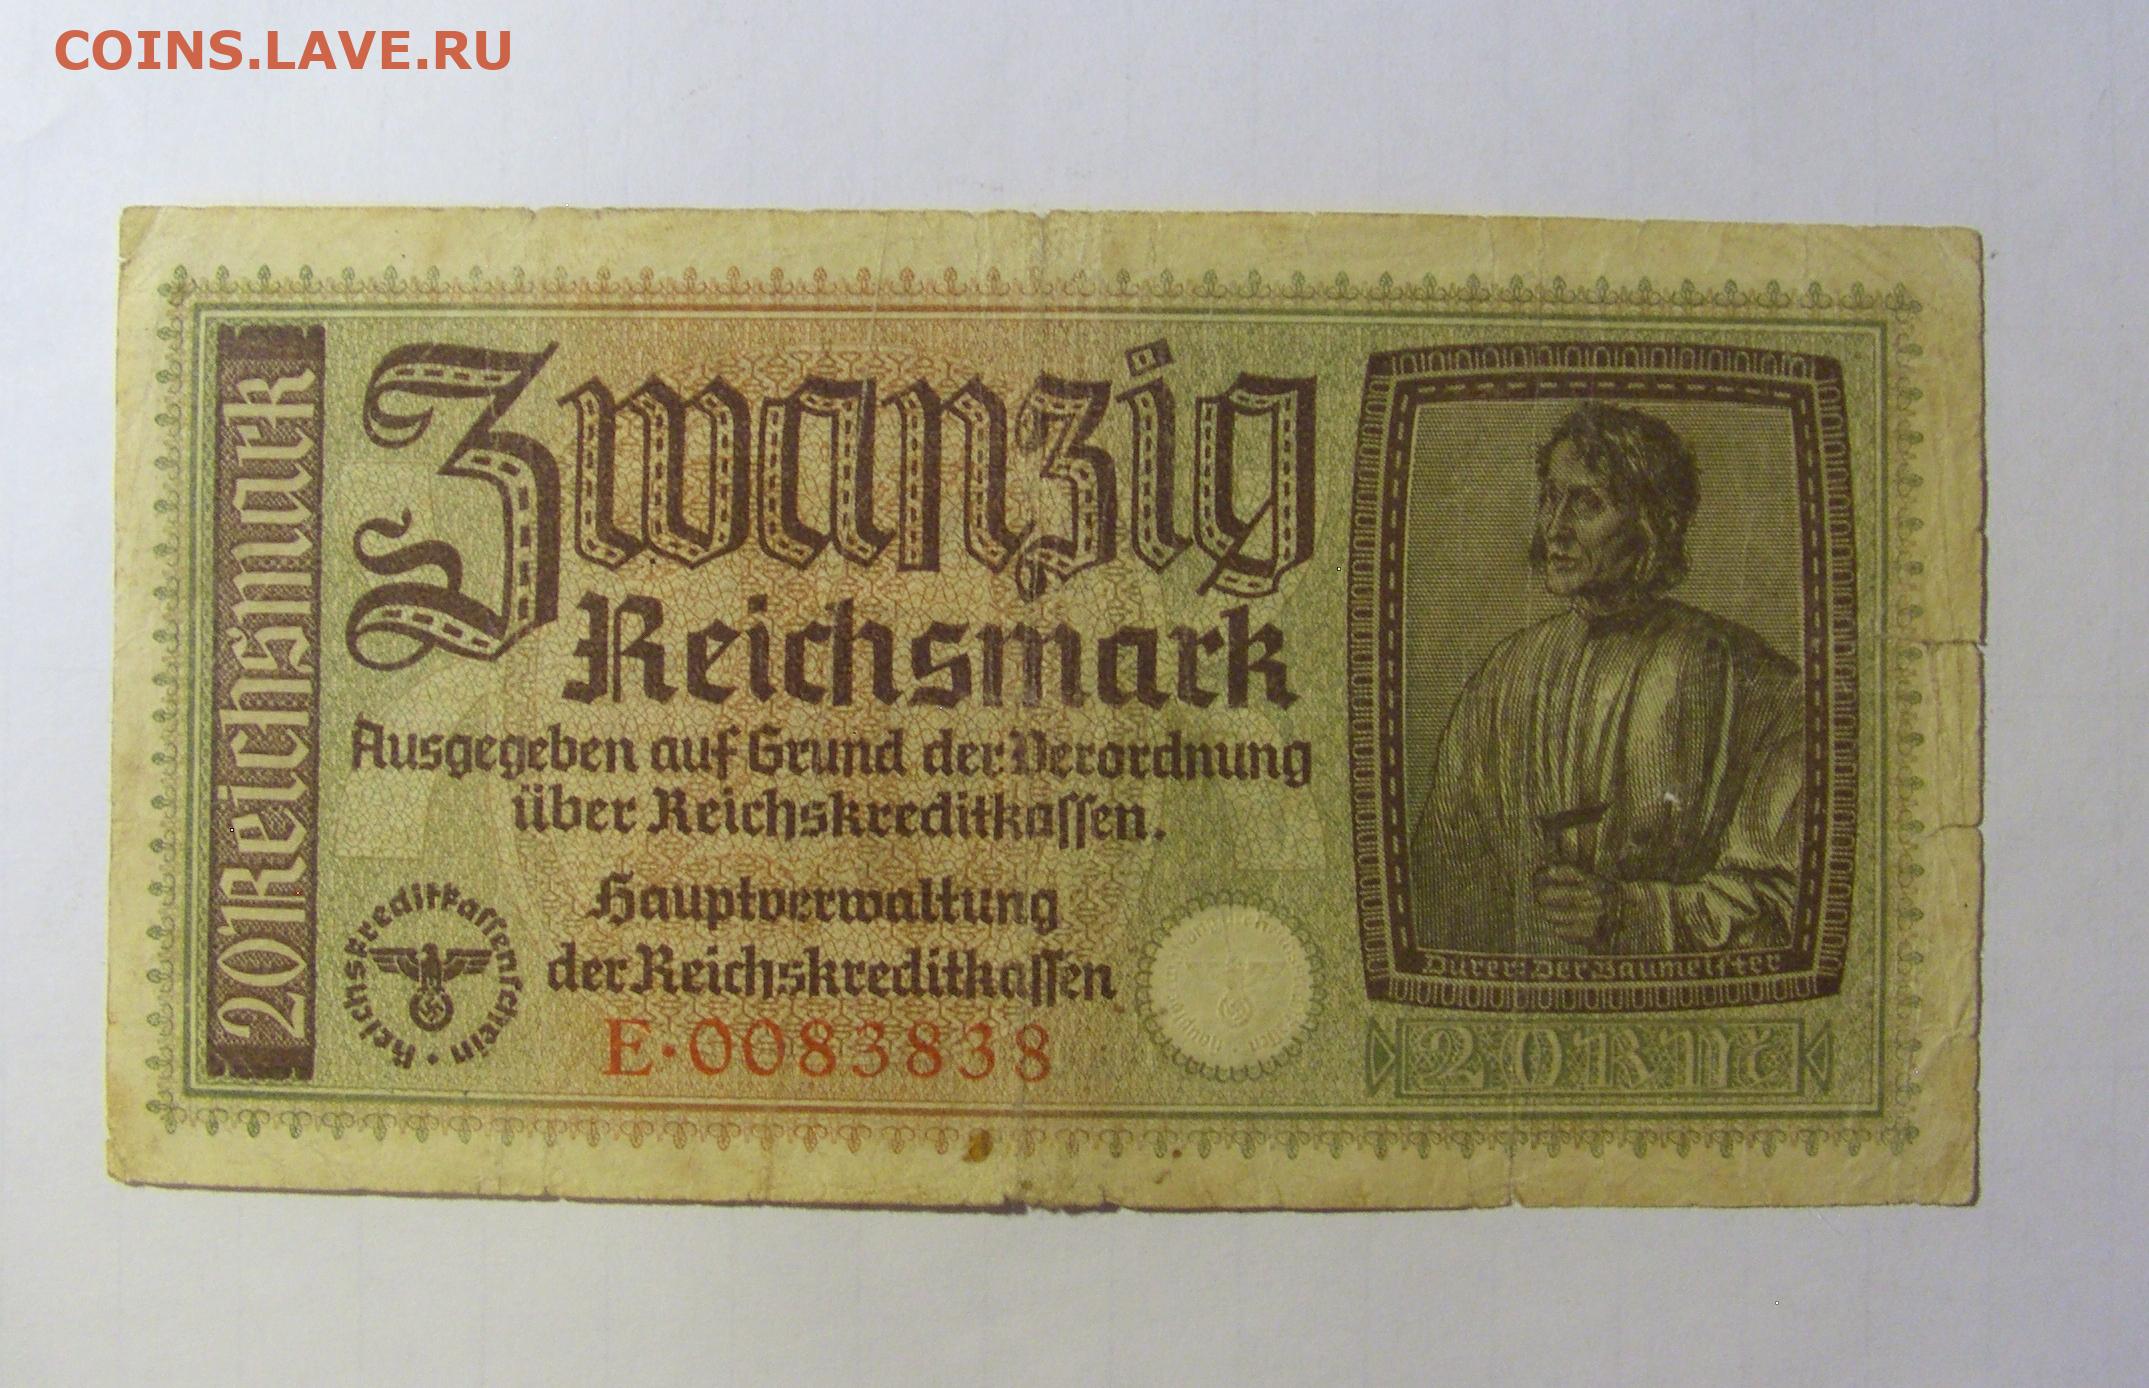 COINS.LAVE.RU
20 Reichsmark
Zwanzig
Reichsmark
Ausgegeben auf Grund der Verordnung
über Reichskreditkassen.
Hauptverwaltung
der Reichskreditkassen
E·0083838
Reichskreditkassenschein ·
Dürer: Der Baumeister
20 RM